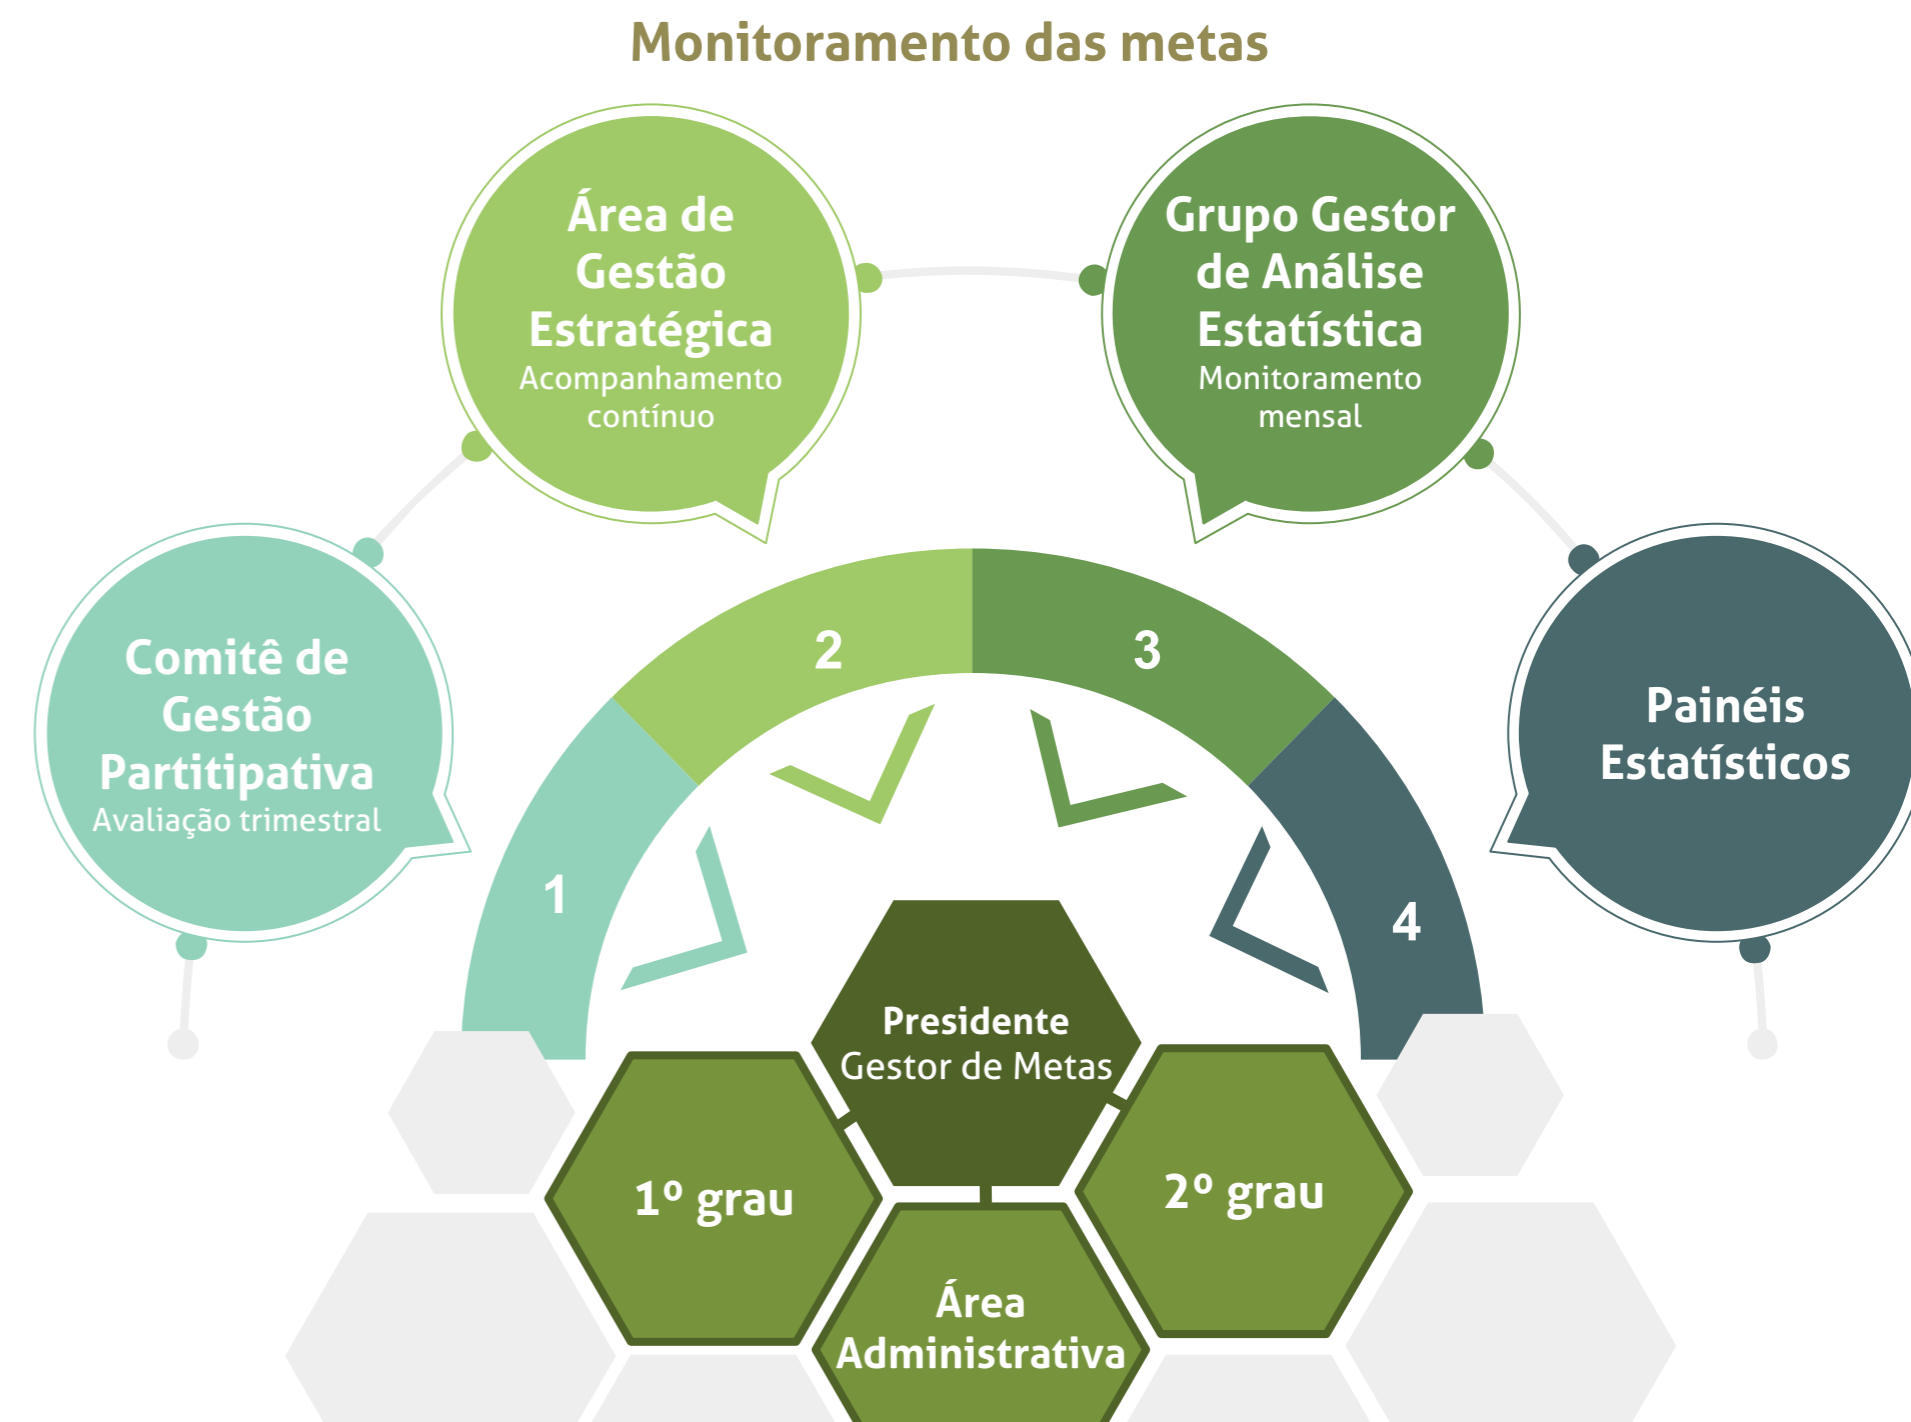 Monitoramento das metas
Comitê de
Gestão
Partitipativa
Avaliação trimestral
Área de
Gestão
Estratégica
Acompanhamento
contínuo
Grupo Gestor
de Análise
Estatística
Monitoramento
mensal
Painéis
Estatísticos
1
2
3
4
Presidente
Gestor de Metas
1º grau
2º grau
Área
Administrativa